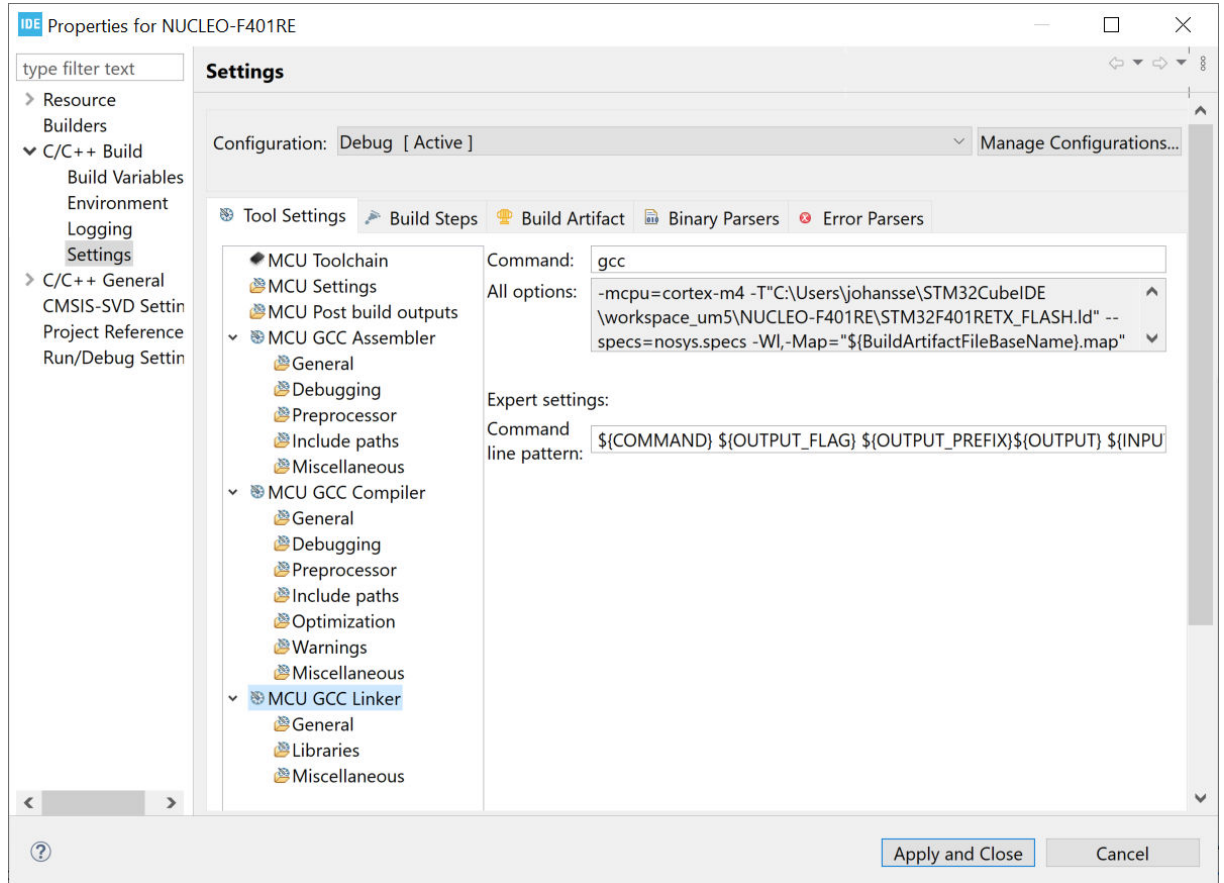 IDE Properties for NUCLEO-F401RE
type filter text
Resource
Builders
C/C++ Build
Build Variables
Environment
Logging
Settings
C/C++ General
CMSIS-SVD Settin
Project Reference
Run/Debug Settin
Settings
Configuration: Debug [ Active ] Manage Configurations...
Tool Settings Build Steps Build Artifact Binary Parsers Error Parsers
MCU Toolchain
MCU Settings
MCU Post build outputs
MCU GCC Assembler
General
Debugging
Preprocessor
Include paths
Miscellaneous
MCU GCC Compiler
General
Debugging
Preprocessor
Include paths
Optimization
Warnings
Miscellaneous
MCU GCC Linker
General
Libraries
Miscellaneous
Command: gcc
All options: -mcpu=cortex-m4 -T"C:\Users\johansse\STM32CubeIDE
\workspace_um5\NUCLEO-F401RE\STM32F401RETX_FLASH.ld" --
specs=nosys.specs -Wl,-Map="${BuildArtifactFileBaseName}.map"
Expert settings:
Command
line pattern: ${COMMAND} ${OUTPUT_FLAG} ${OUTPUT_PREFIX}${OUTPUT} ${INPU
Apply and Close Cancel